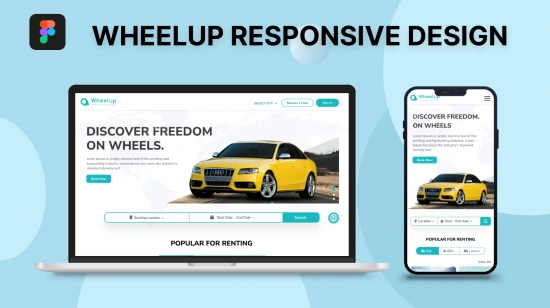 WHEELUP RESPONSIVE DESIGN
Wheelup
SELECT CITY
Become a Host
Sign In
DISCOVER FREEDOM
ON WHEELS.
Lorem Ipsum is simply dummy text of the printing and
typesetting industry. Lorem Ipsum has been the industry's
standard dummy text
Book Now
Starting Location
Start Date - End Date
Search
POPULAR FOR RENTING
Wheelup
DISCOVER FREEDOM.
ON WHEELS
Lorem Ipsum is simply dummy text of the
printing and typesetting industry. Lorem
Ipsum has been the industry's standard
dummy text
Book Now
Location
Start - End date
POPULAR FOR RENTING
Car
Bike
Luxury
View All